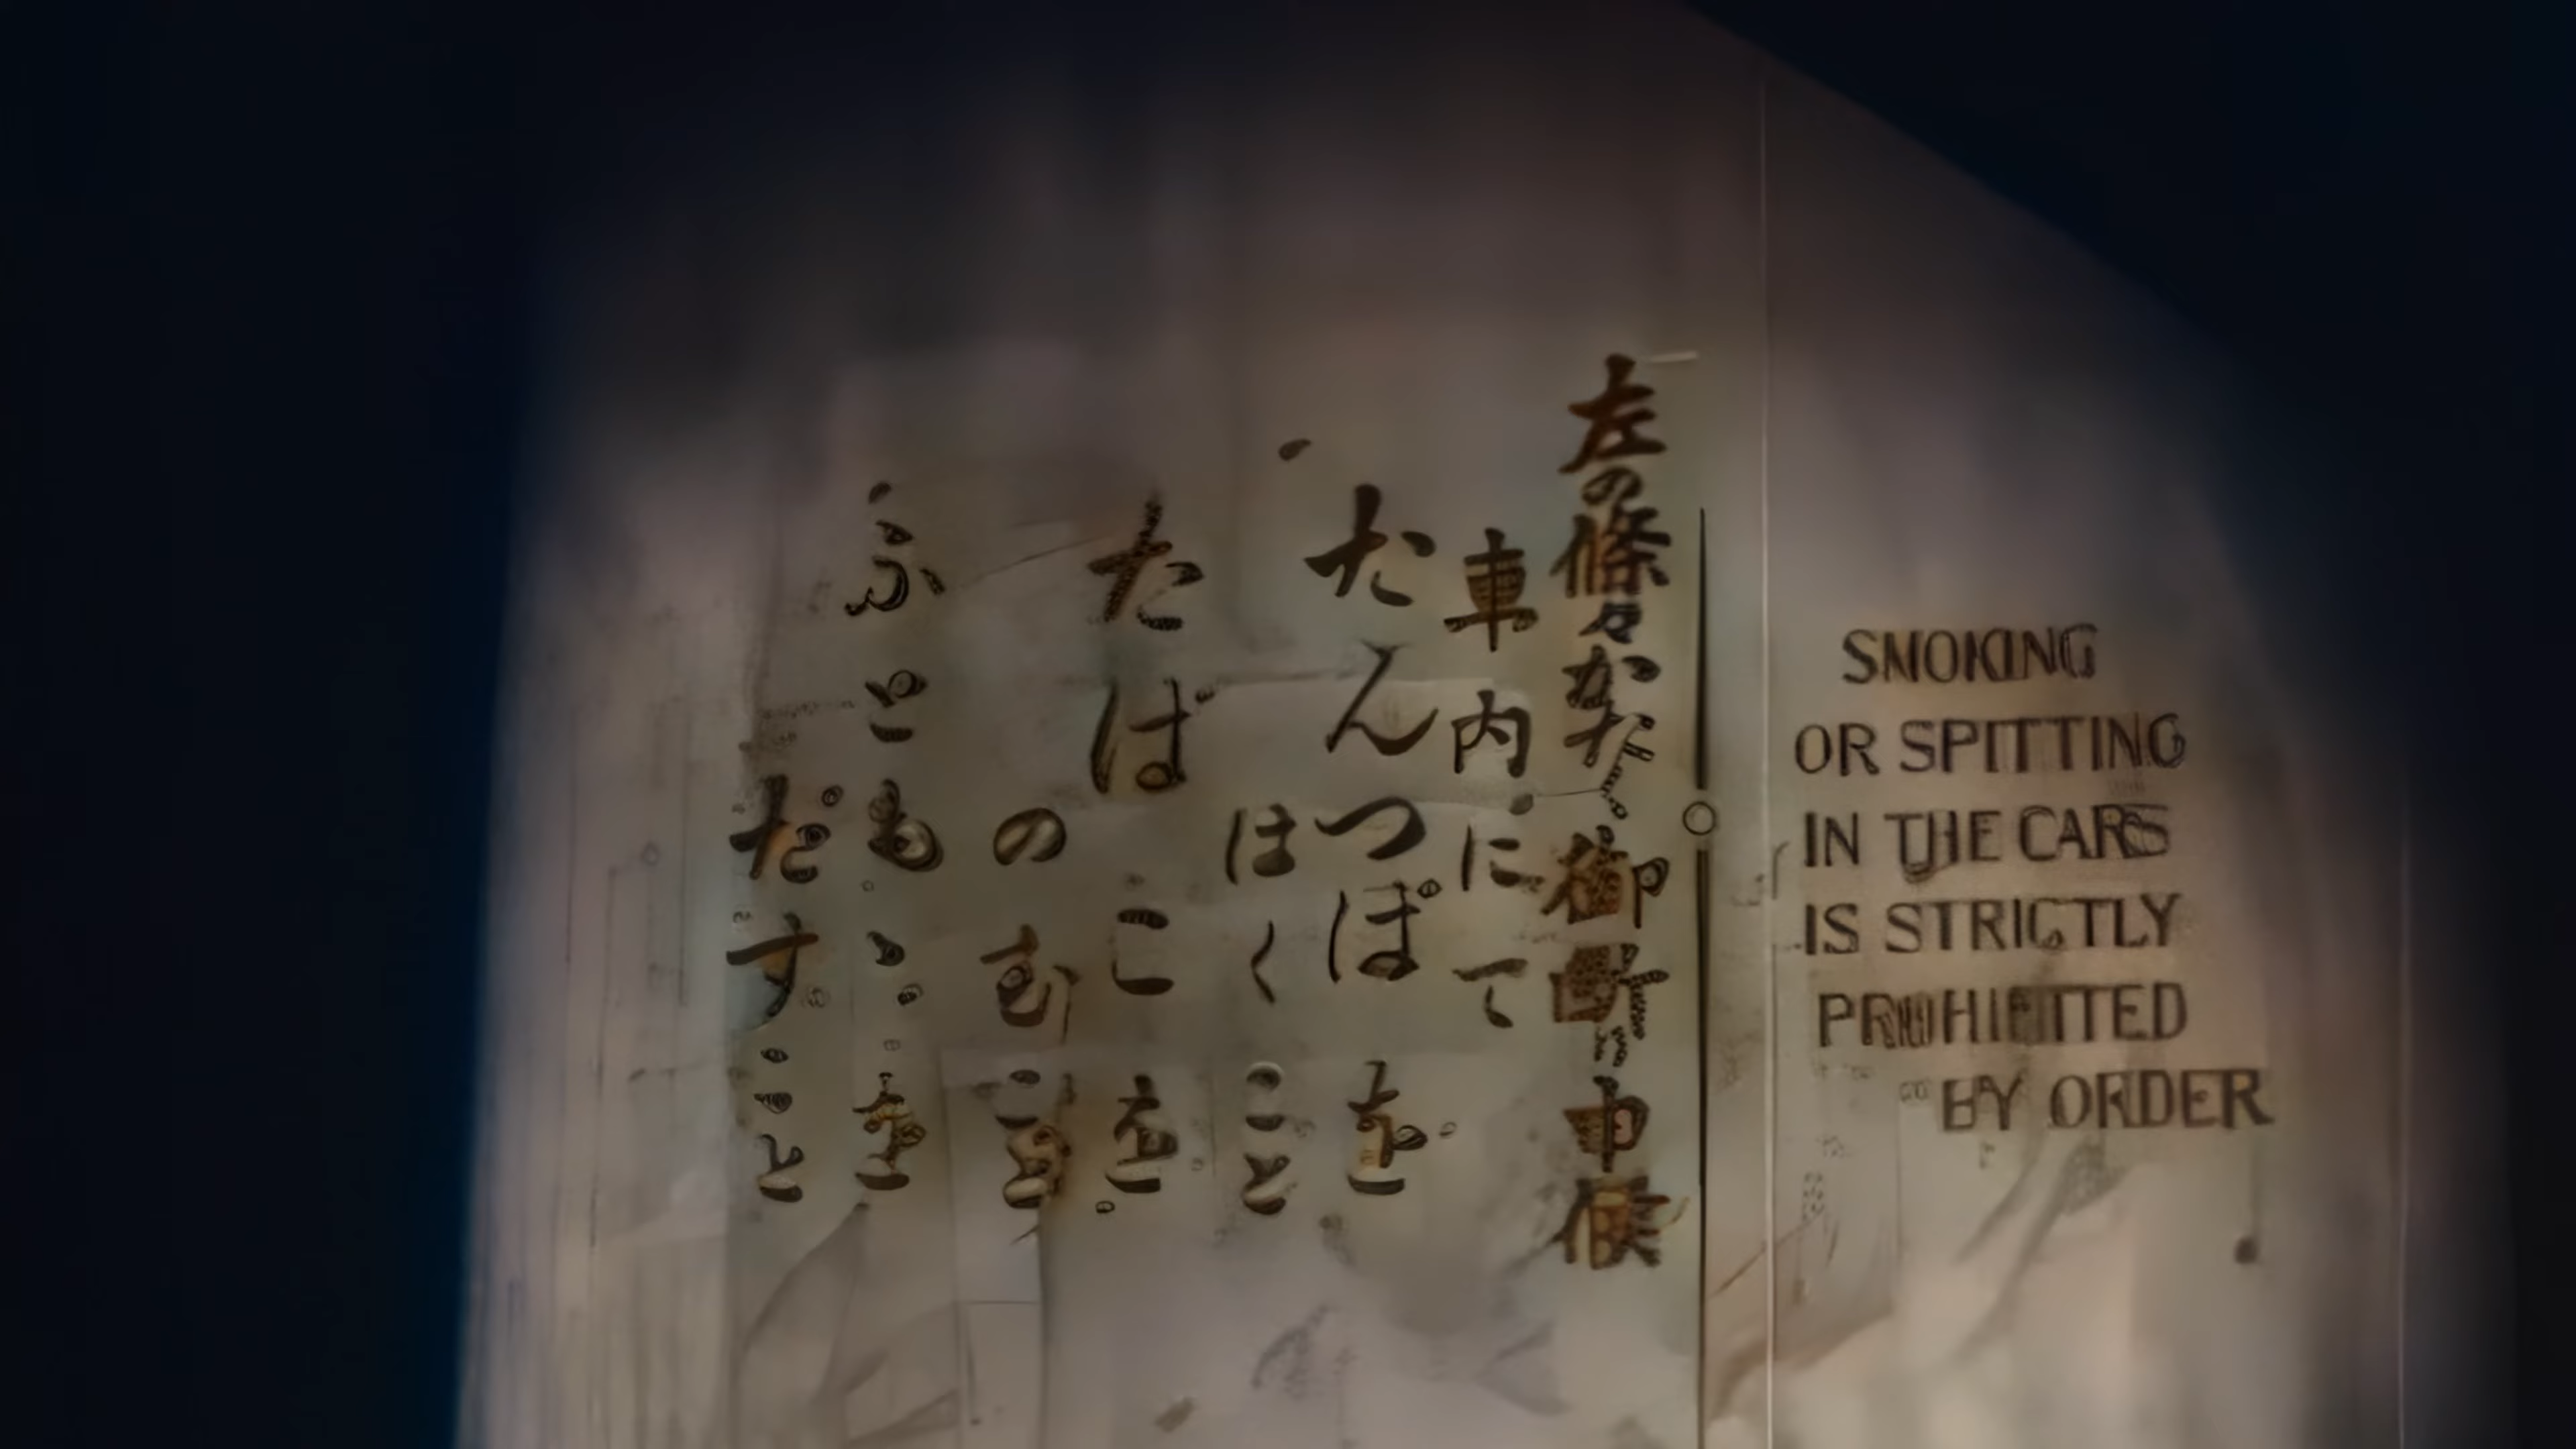 左の條々かたく御断申候
車内にて
たんつばを
はくこと
たばこを
のむこと
ふともゝを
だすこと
SMOKING
OR SPITTING
IN THE CARS
IS STRICTLY
PROHIBITED
BY ORDER